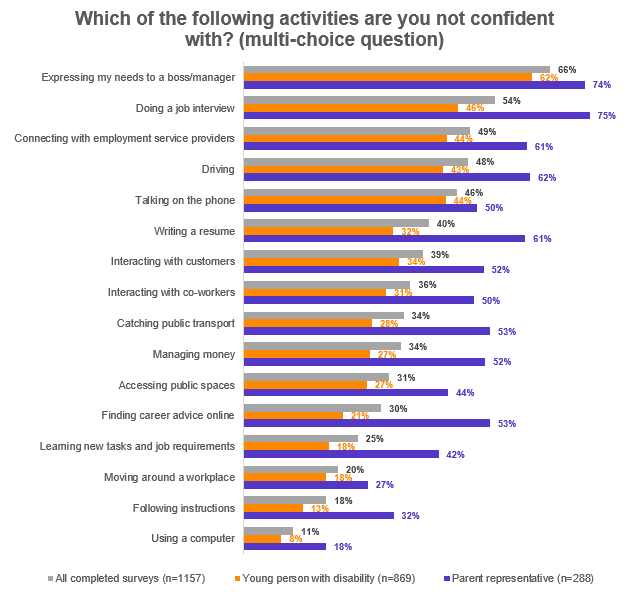 Which of the following activities are you not confident
with? (multi-choice question)
66%
Expressing my needs to a boss/manager 62%
74%
54%
Doing a job interview 46%
75%
49%
Connecting with employment service providers 44%
61%
48%
Driving 43%
62%
46%
Talking on the phone 44%
50%
40%
Writing a resume 32%
61%
39%
Interacting with customers 34%
52%
36%
Interacting with co-workers 31%
50%
34%
Catching public transport 28%
53%
34%
Managing money 27%
52%
31%
Accessing public spaces 27%
44%
30%
Finding career advice online 21%
53%
25%
Learning new tasks and job requirements 18%
42%
20%
Moving around a workplace 18%
27%
18%
Following instructions 13%
32%
11%
Using a computer 8%
18%
All completed surveys (n=1157) Young person with disability (n=869) Parent representative (n=288)